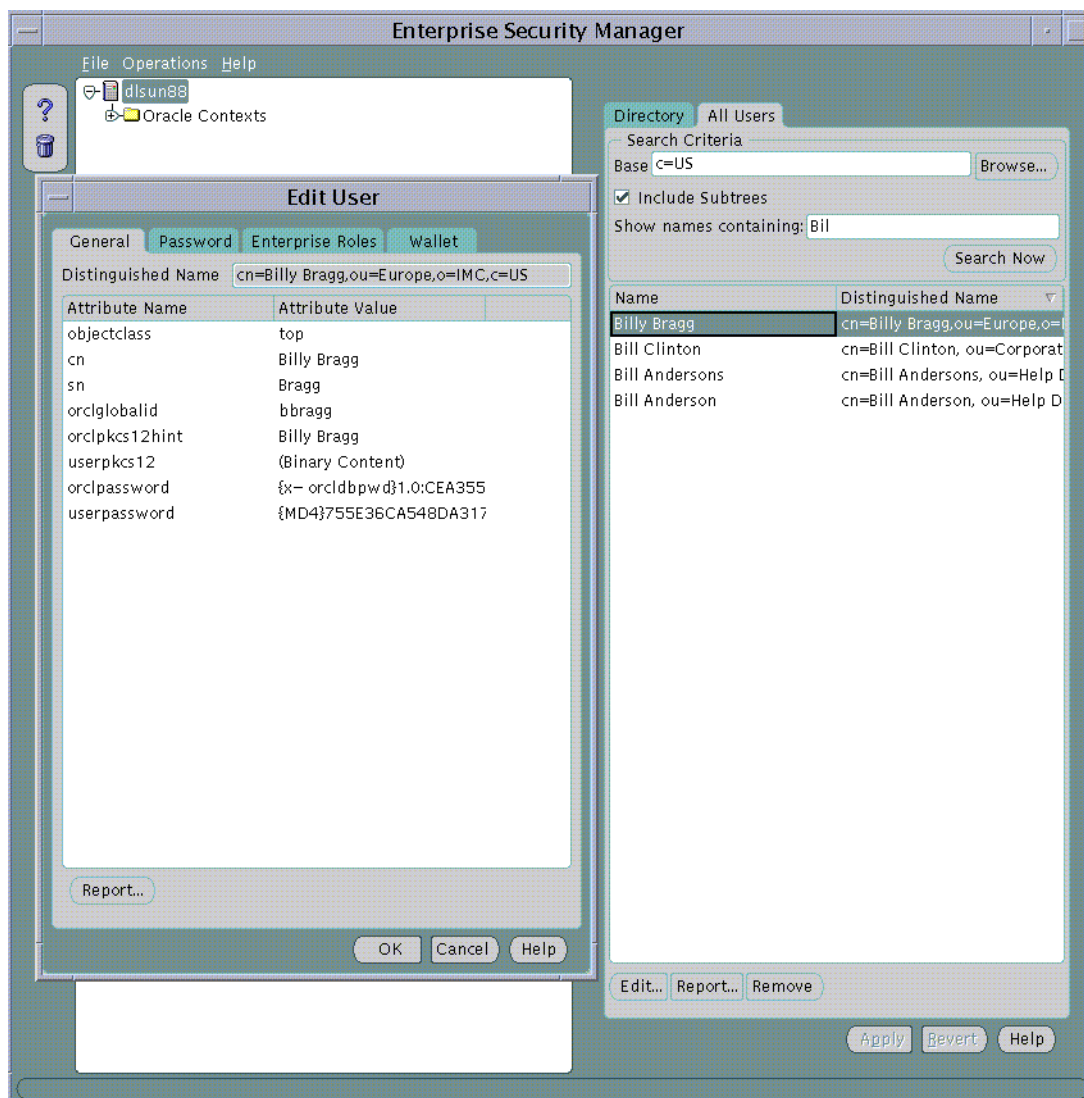 Enterprise Security Manager
File Operations Help
dlsun88
Oracle Contexts
Directory All Users
Search Criteria
Base c=US Browse...
Include Subtrees
Show names containing: Bil
Search Now
Name Distinguished Name
Billy Bragg cn=Billy Bragg,ou=Europe,o=I
Bill Clinton cn=Bill Clinton, ou=Corporat
Bill Andersons cn=Bill Andersons, ou=Help D
Bill Anderson cn=Bill Anderson, ou=Help D
Edit... Report... Remove
Apply Revert Help
Edit User
General Password Enterprise Roles Wallet
Distinguished Name cn=Billy Bragg,ou=Europe,o=IMC,c=US
Attribute Name Attribute Value
objectclass top
cn Billy Bragg
sn Bragg
orclglobalid bbragg
orclpkcs12hint Billy Bragg
userpkcs12 (Binary Content)
orclpassword {x- orcldbpwd}1.0:CEA355
userpassword {MD4}755E36CA548DA317
Report...
OK Cancel Help